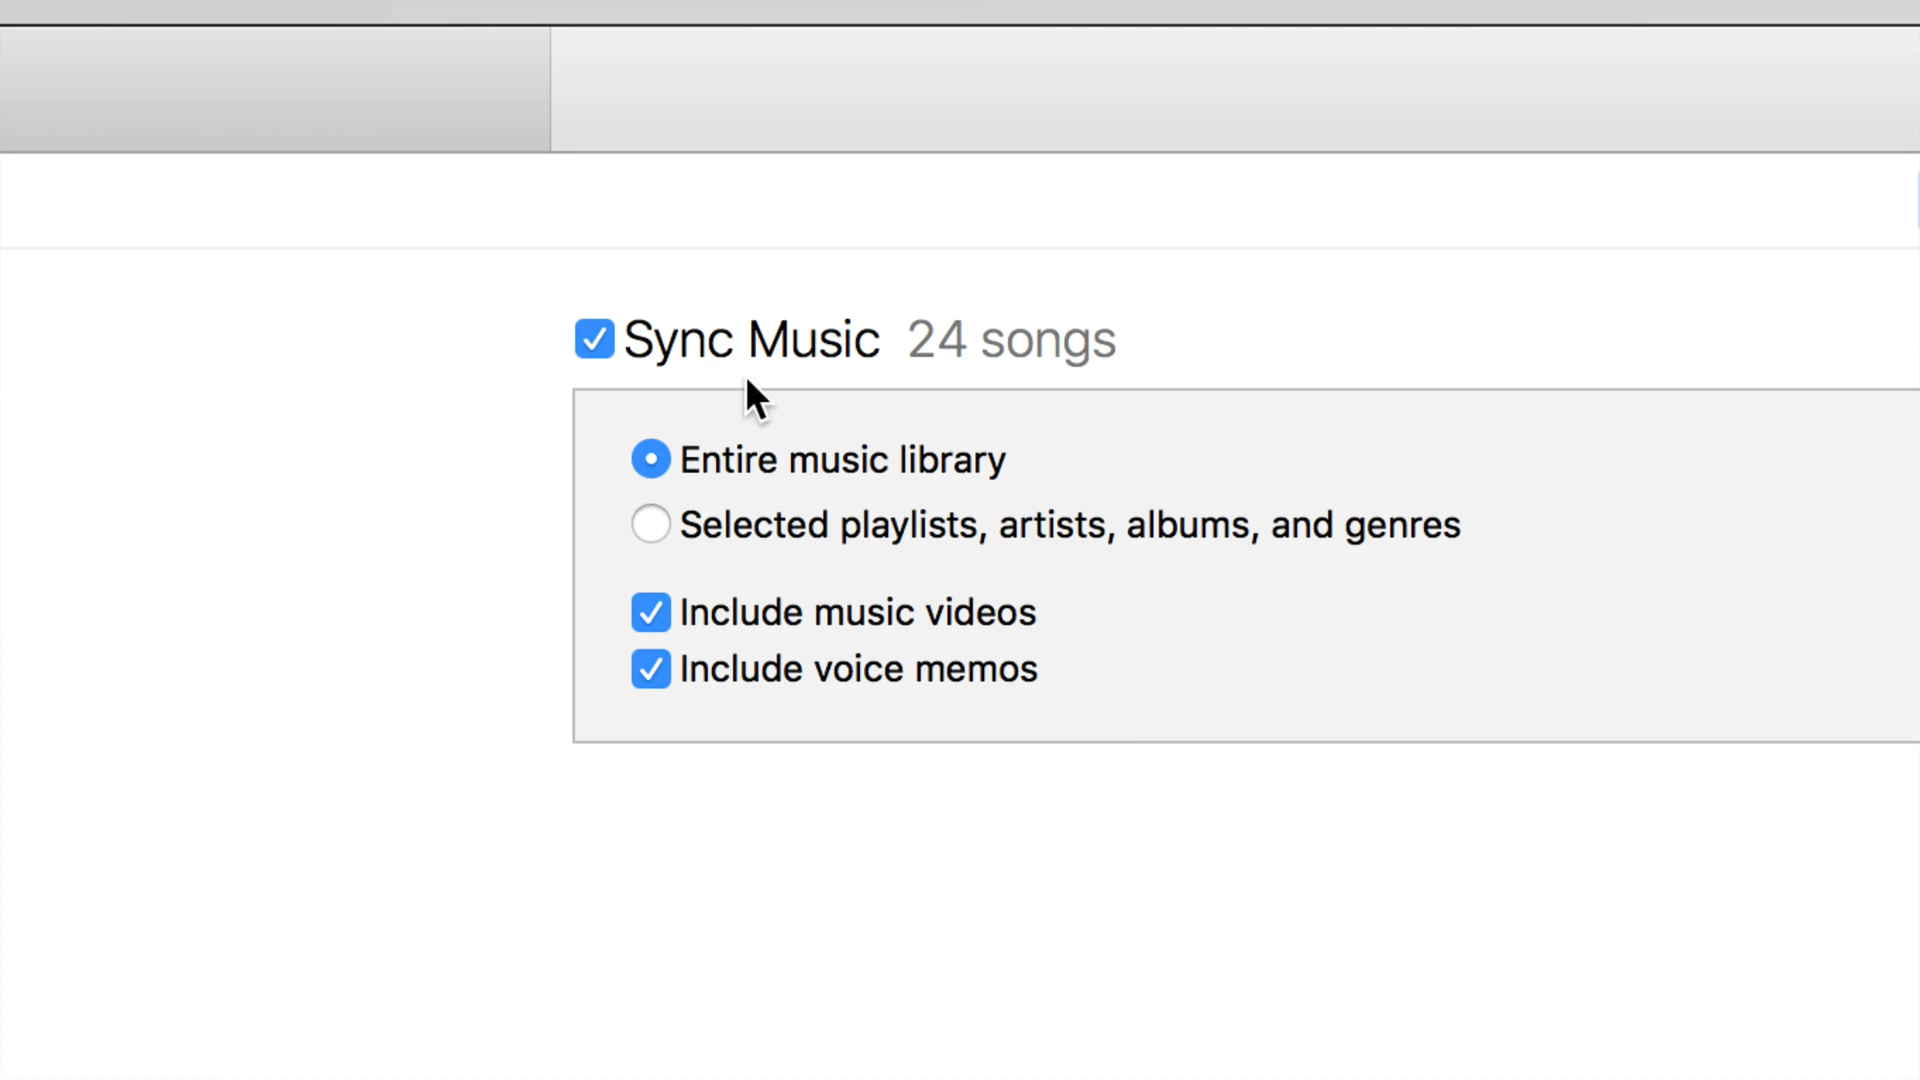 Sync Music 24 songs
Entire music library
Selected playlists, artists, albums, and genres
Include music videos
Include voice memos